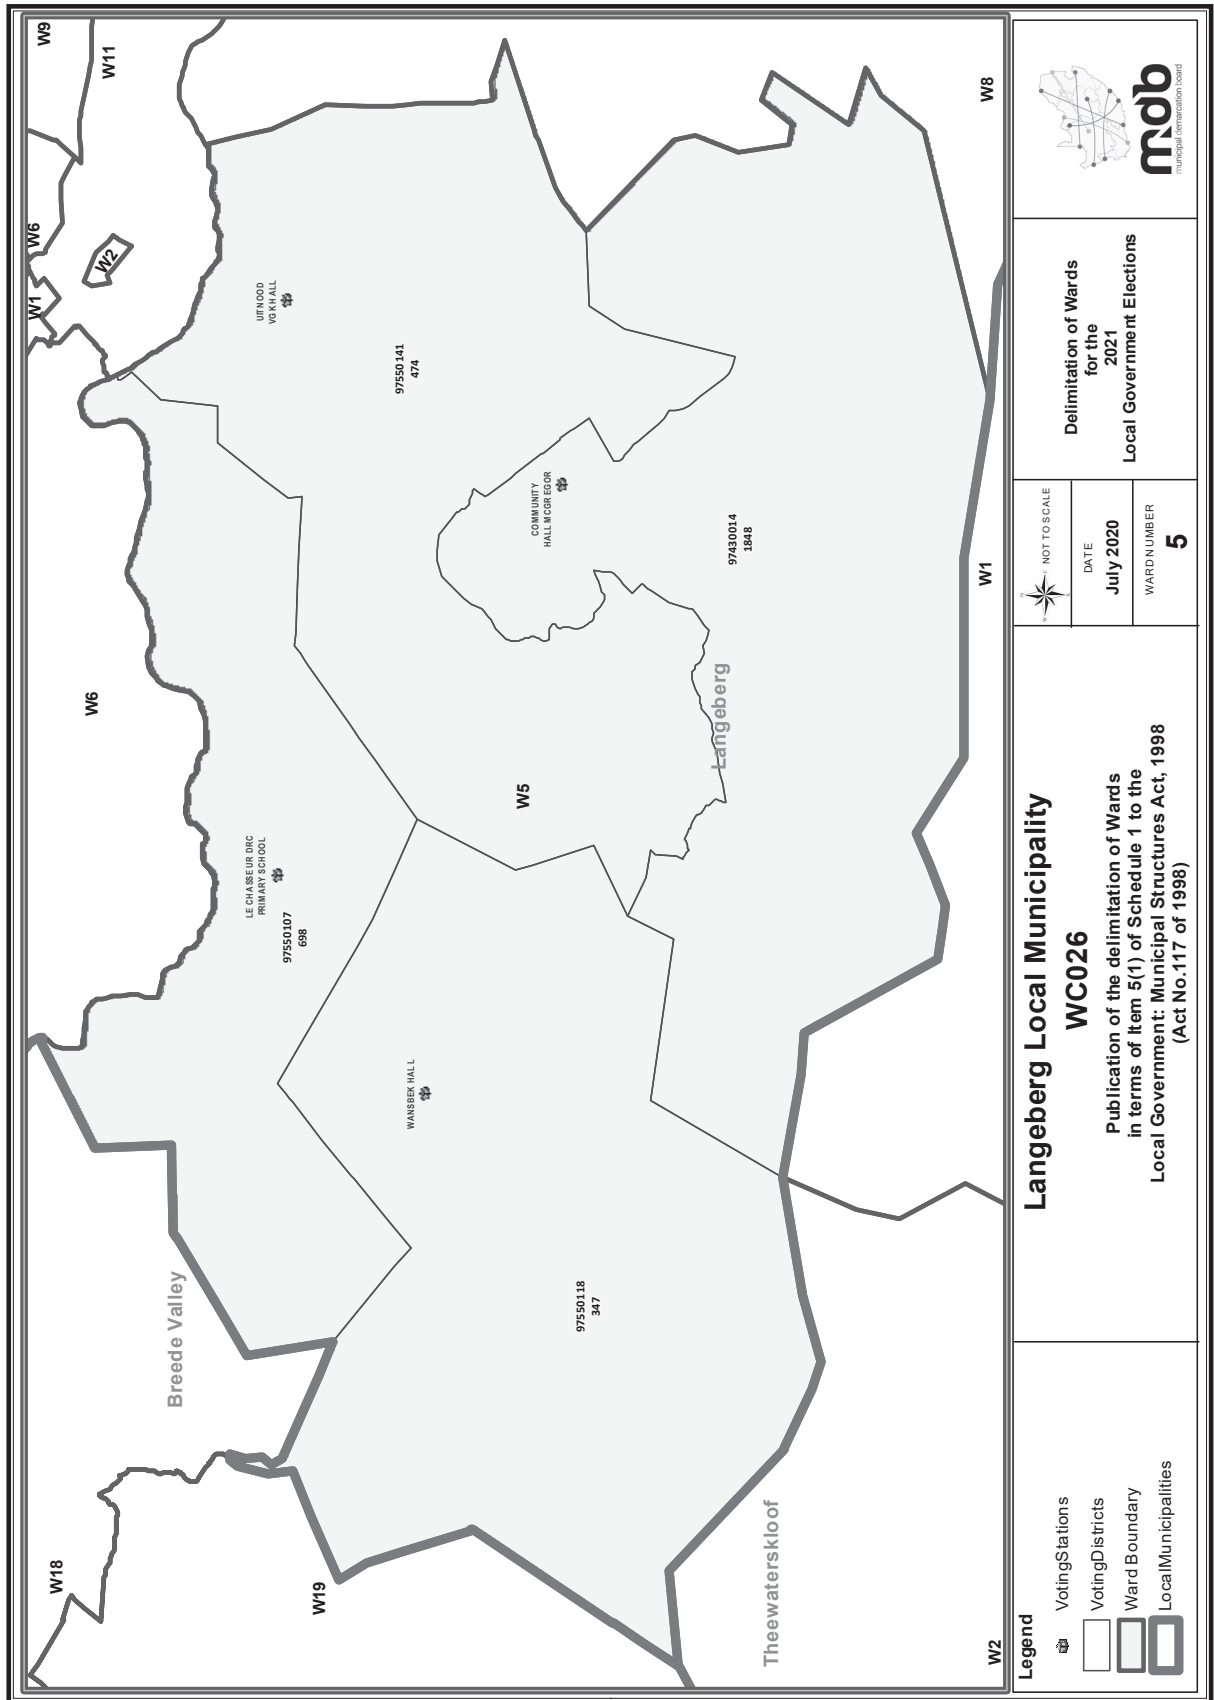 W9
W11
W6
W1
W2
W8
UITNOOD
VGK HALL
97550141
474
COMMUNITY
HALL MCGREGOR
97430014
1848
W1
W6
Langeberg
W5
LE CHASSEUR DRC
PRIMARY SCHOOL
97550107
698
WANSBEK HALL
97550118
347
Breede Valley
W18
W19
Theewaterskloof
W2
Legend
VotingStations
VotingDistricts
Ward Boundary
LocalMunicipalities
Langeberg Local Municipality
WC026
Publication of the delimitation of Wards
in terms of Item 5(1) of Schedule 1 to the
Local Government: Municipal Structures Act, 1998
(Act No.117 of 1998)
N
W
E
S
NOT TO SCALE
DATE
July 2020
WARD NUMBER
5
Delimitation of Wards
for the
2021
Local Government Elections
mdb
municipal demarcation board